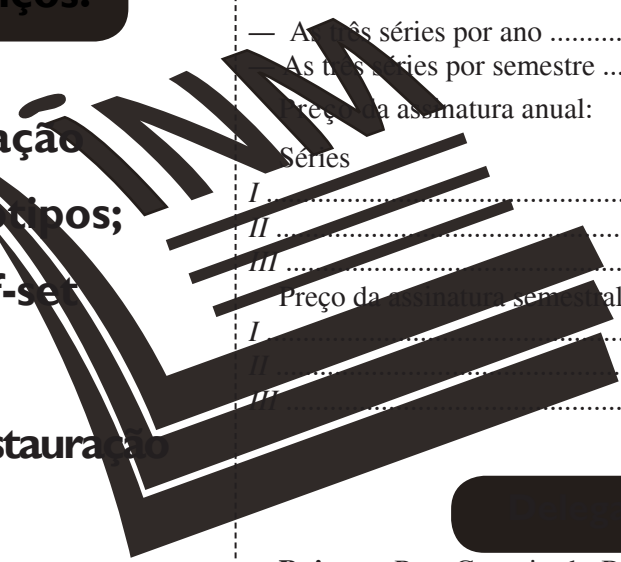 ação
tipos;
f-set
stauração
INM
— As três séries por ano ..........
— As três séries por semestre ...
Preço da assinatura anual:
Séries
I ..................................................
II .................................................
III ................................................
Preço da assinatura semestral
I ..................................................
II .................................................
III ................................................